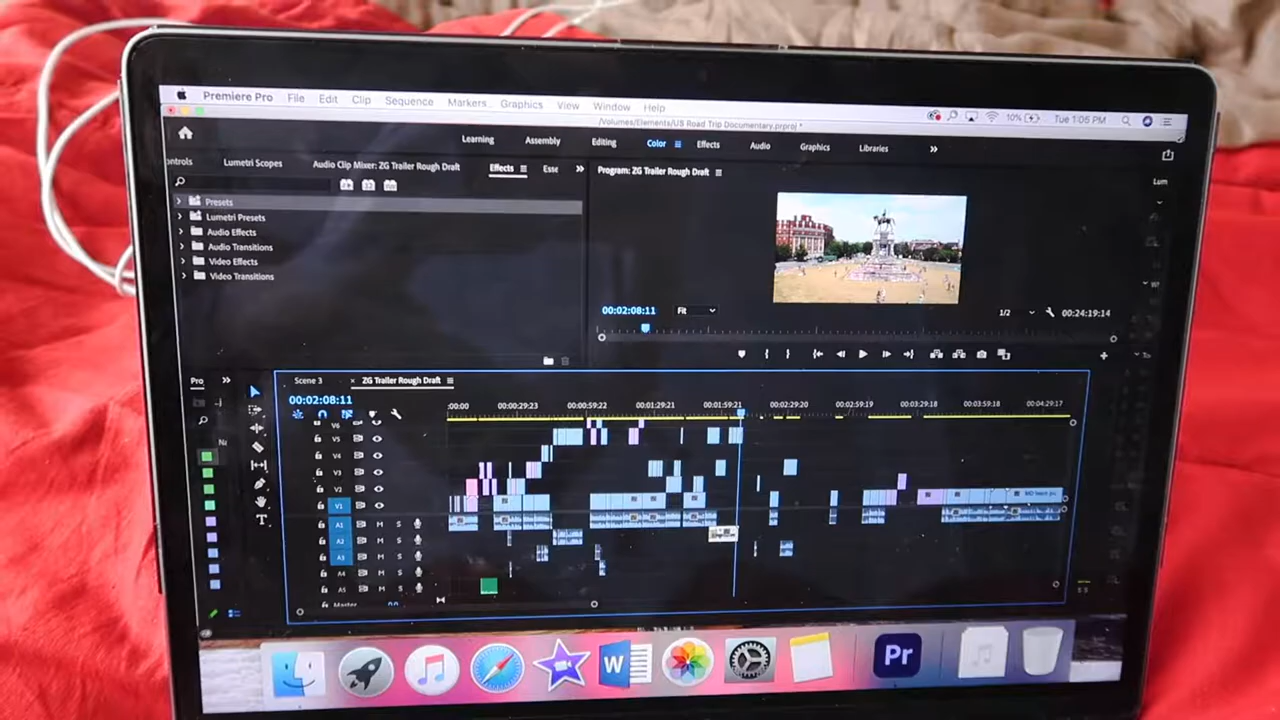 Premiere Pro File Edit Clip Sequence Markers Graphics View Window Help 10% Tue 1:05 PM
/Volumes/Elements/US Road Trip Documentary.prproj *
Learning Assembly Editing Color Effects Audio Graphics Libraries
ontrols Lumetri Scopes Audio Clip Mixer: ZG Trailer Rough Draft Effects Esse
Program: ZG Trailer Rough Draft
Lum
Presets
Lumetri Presets
Audio Effects
Audio Transitions
Video Effects
Video Transitions
00:02:08:11 Fit 1/2 00:24:19:14
Pro Scene 3 × ZG Trailer Rough Draft
00:02:08:11
:00:00 00:00:29:23 00:00:59:22 00:01:29:21 00:01:59:21 00:02:29:20 00:02:59:19 00:03:29:18 00:03:59:18 00:04:29:17
V6
V5
V4
V3
V2
V1
A1 M S
A2 M S
A3 M S
A4 M S
A5 M S
Master 0.0
W
Pr